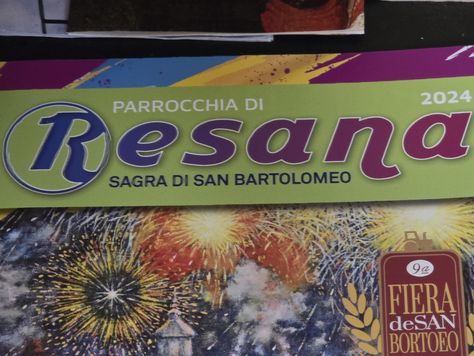 PARROCCHIA DI
2024
Resana
SAGRA DI SAN BARTOLOMEO
9a
FIERA
deSAN
BORTOEO